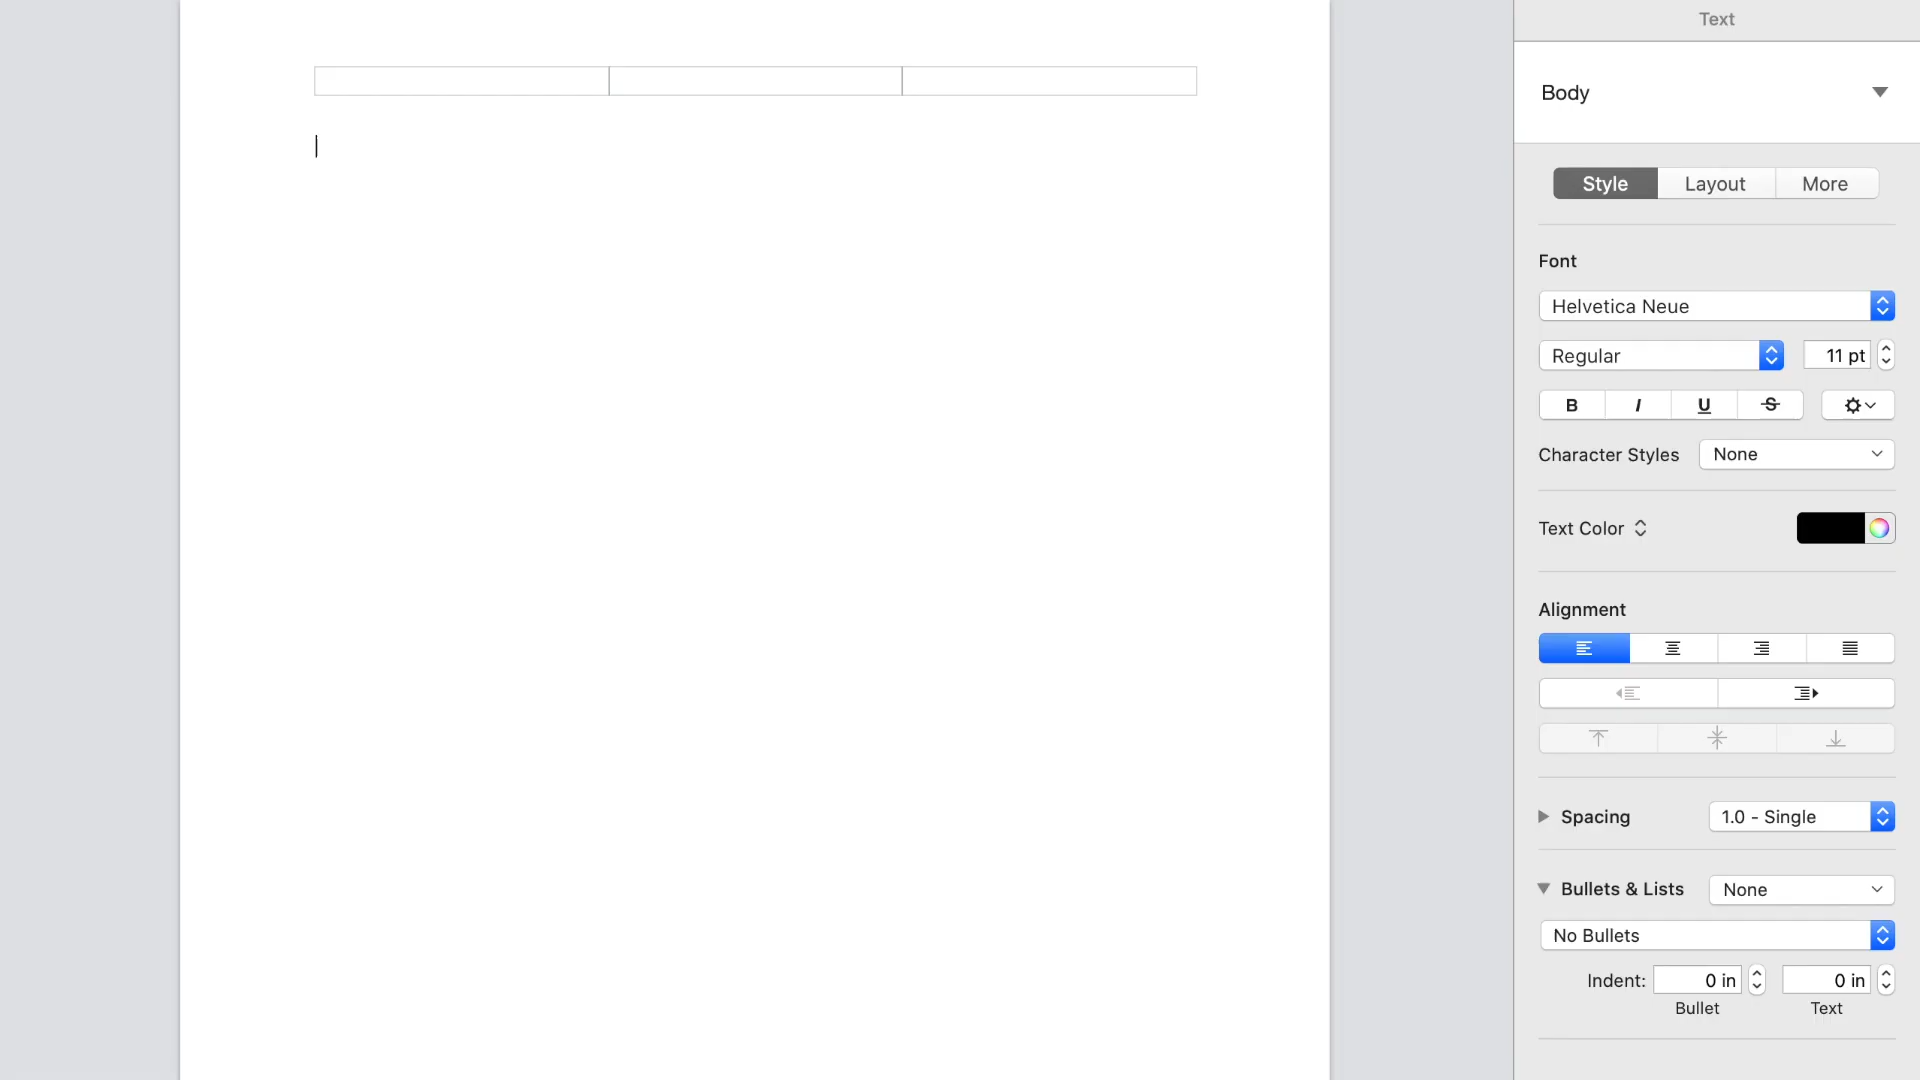 Text
Body
Style Layout More
Font
Helvetica Neue
Regular 11 pt
B I U S
Character Styles None
Text Color
Alignment
Spacing 1.0 - Single
Bullets & Lists None
No Bullets
Indent: 0 in 0 in
Bullet Text